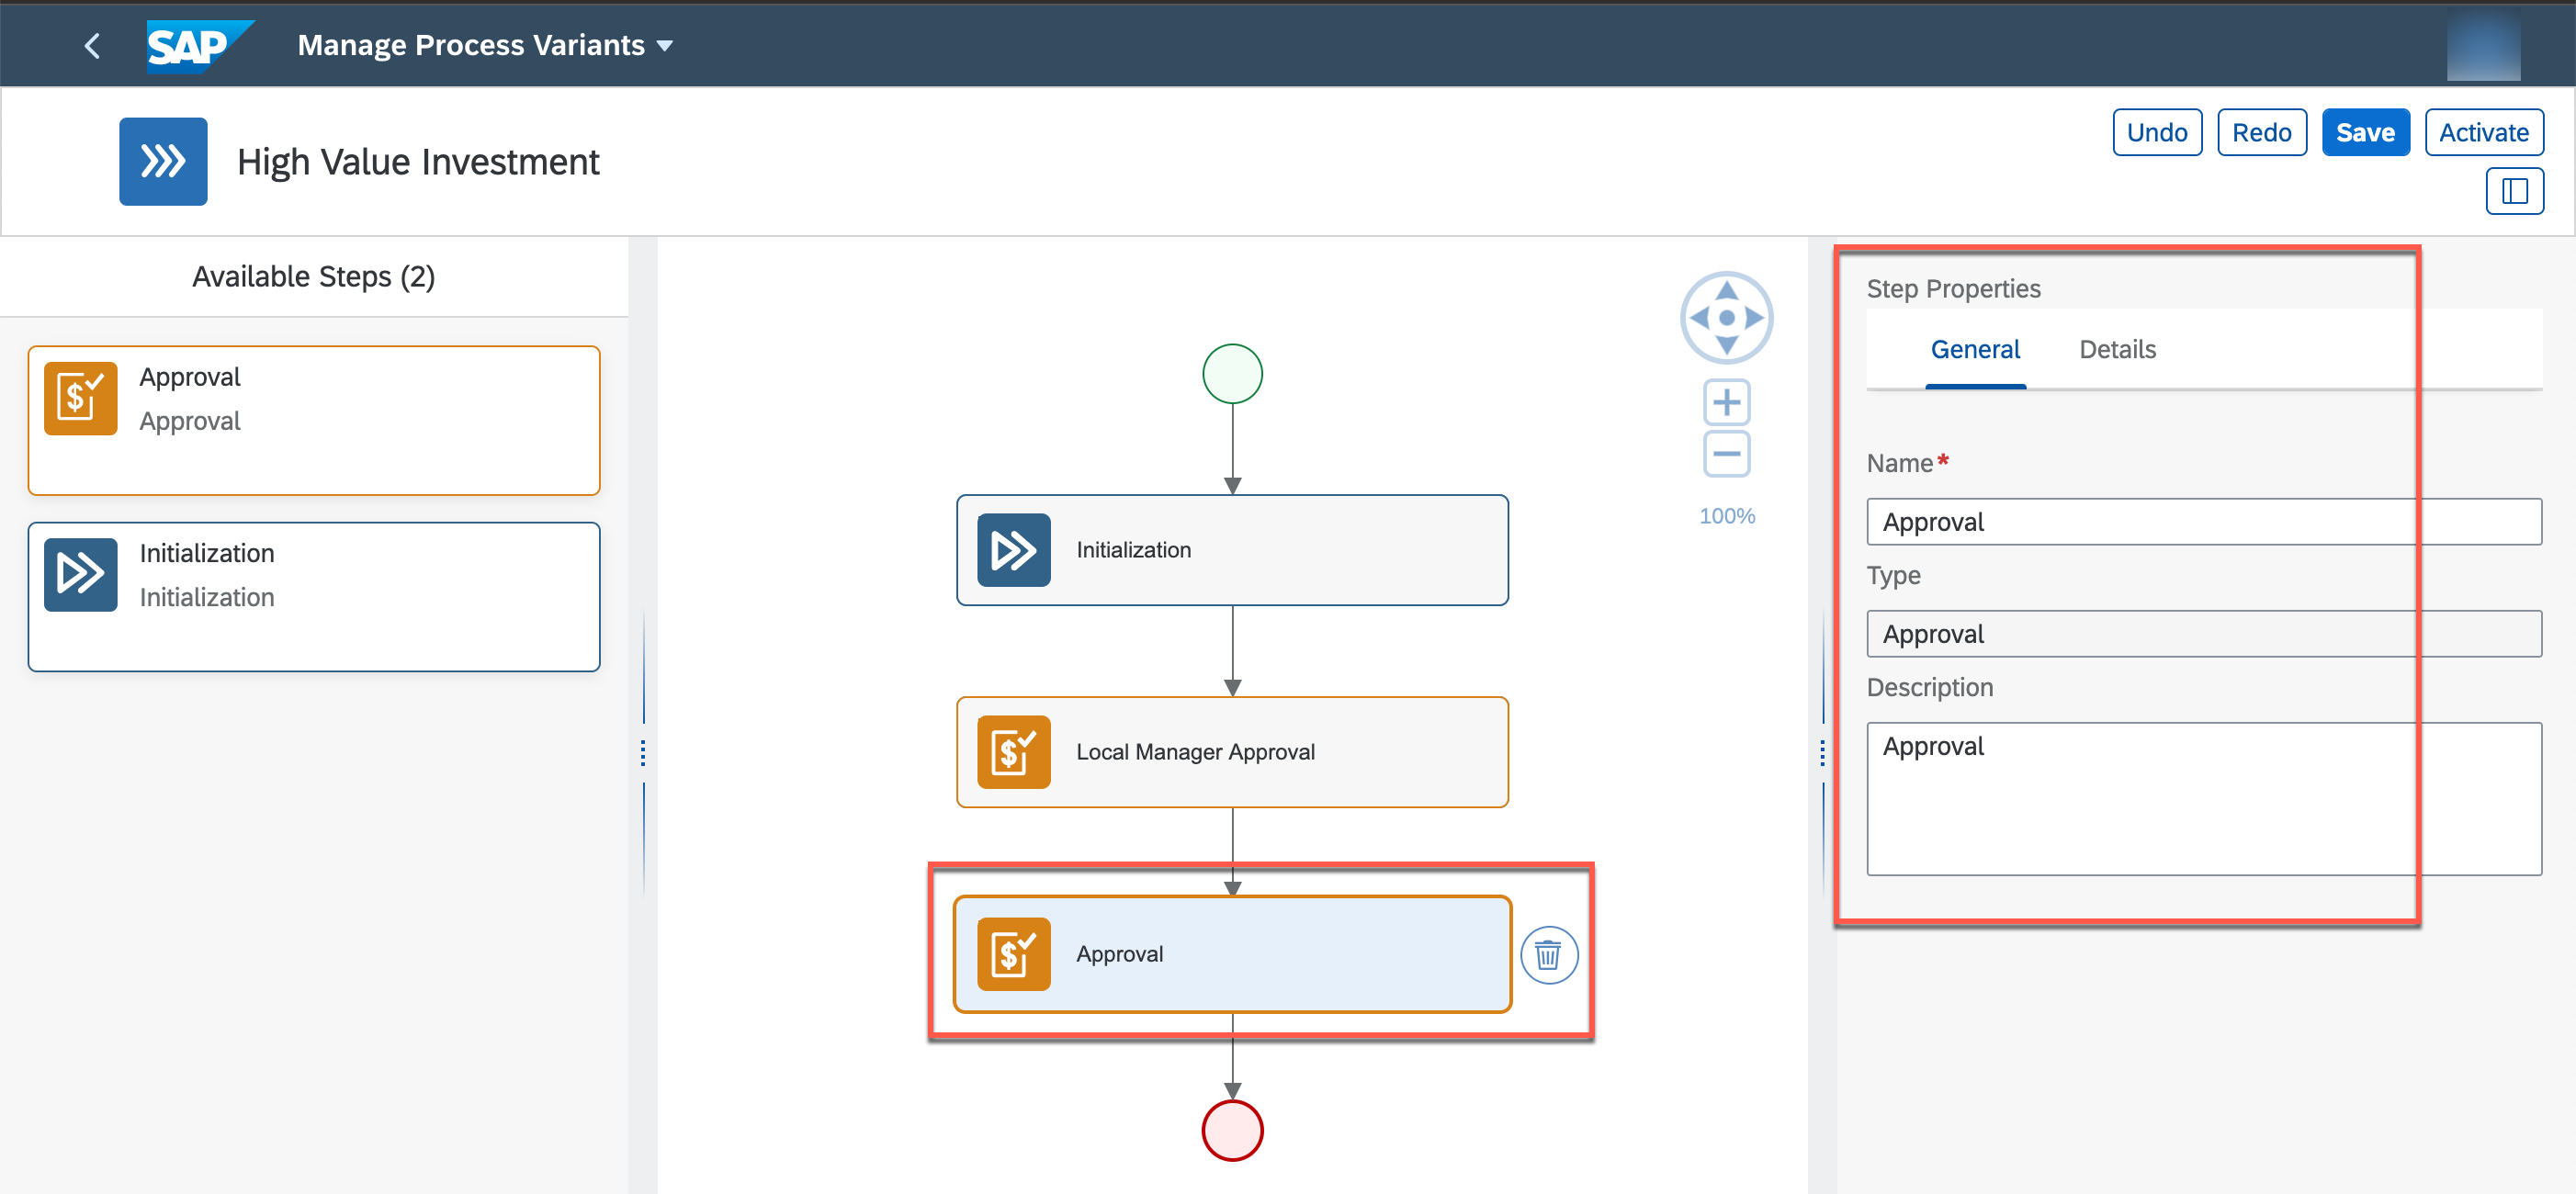 SAP Manage Process Variants
High Value Investment
Undo Redo Save Activate
Available Steps (2)
Approval
Approval
Initialization
Initialization
100%
Initialization
Local Manager Approval
Approval
Step Properties
General Details
Name*
Approval
Type
Approval
Description
Approval